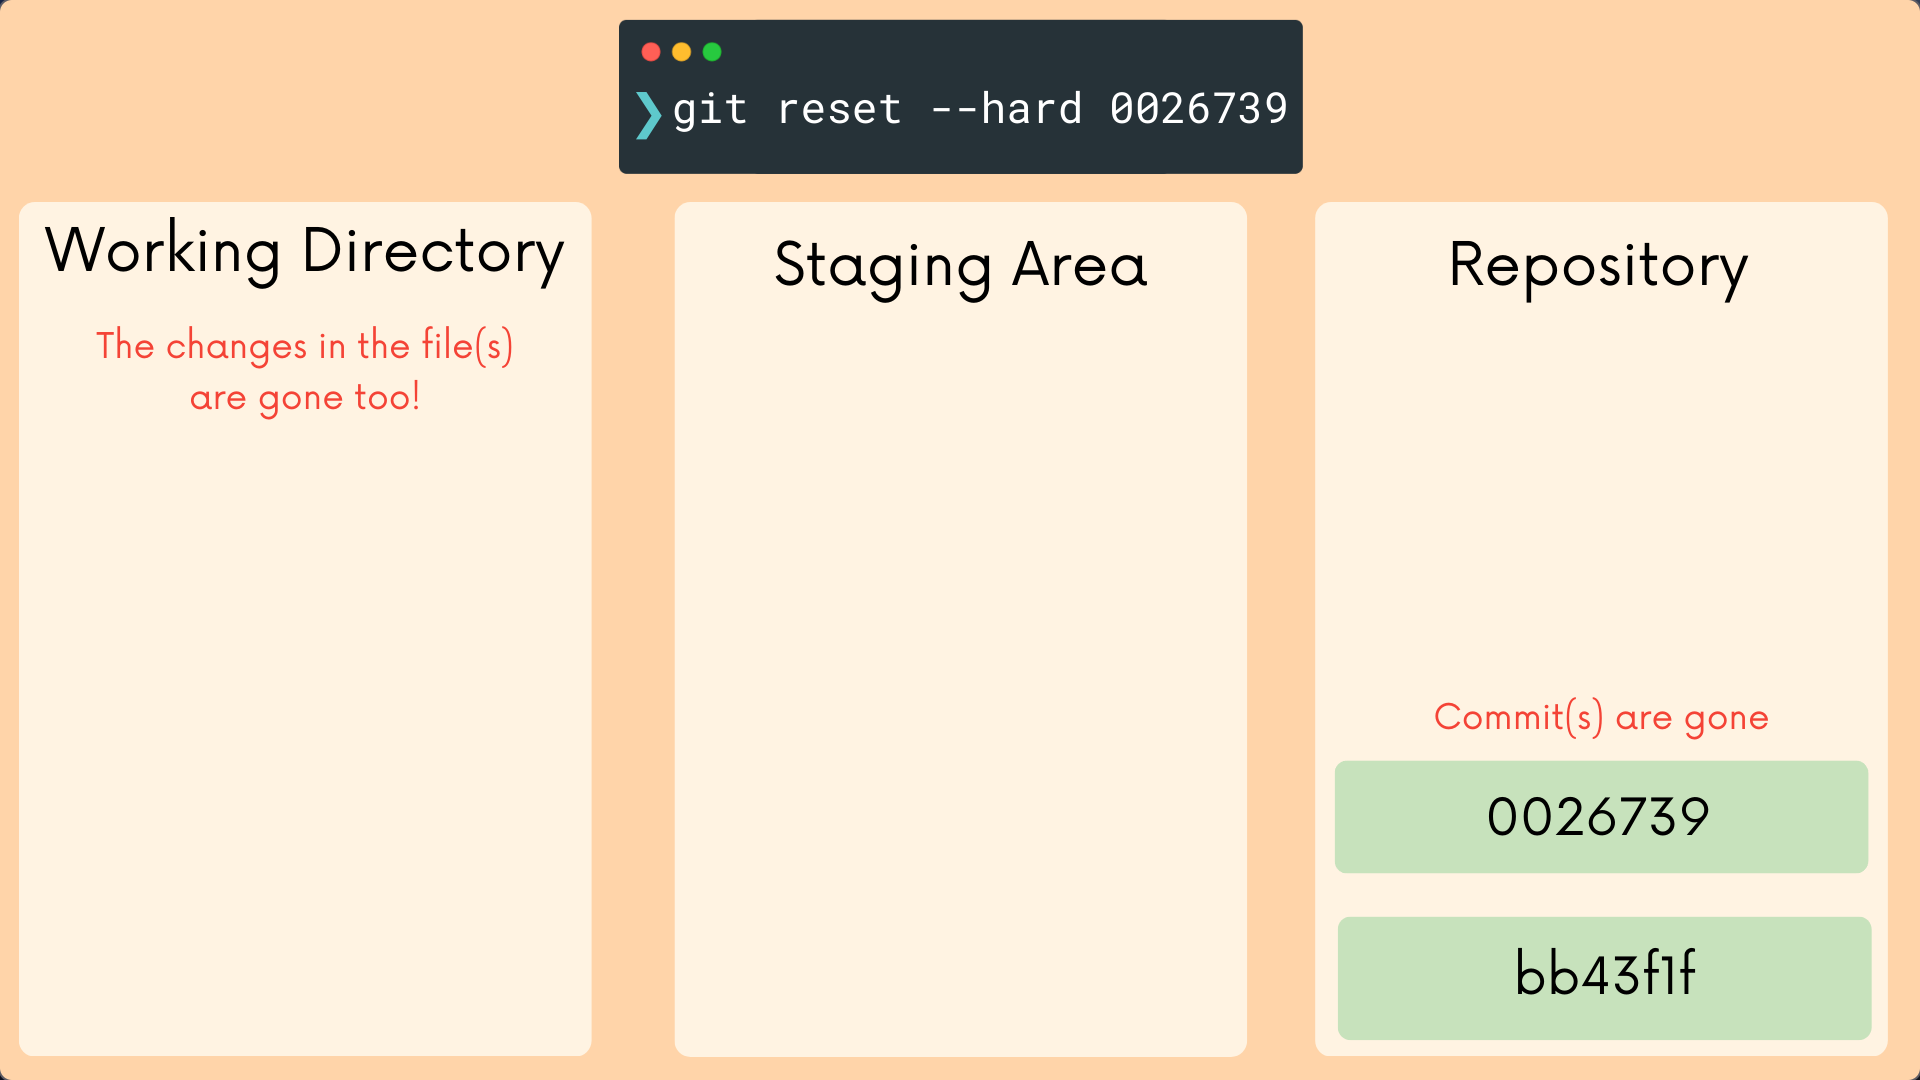 ❯ git reset --hard 0026739
Working Directory
The changes in the file(s)
are gone too!
Staging Area
Repository
Commit(s) are gone
0026739
bb43f1f